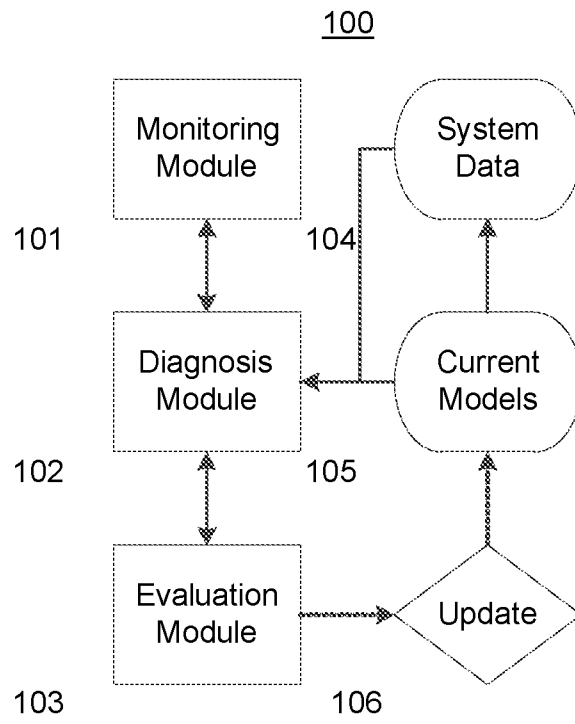 100
Monitoring
Module
System
Data
101
104
Diagnosis
Module
Current
Models
102
105
Evaluation
Module
Update
103
106